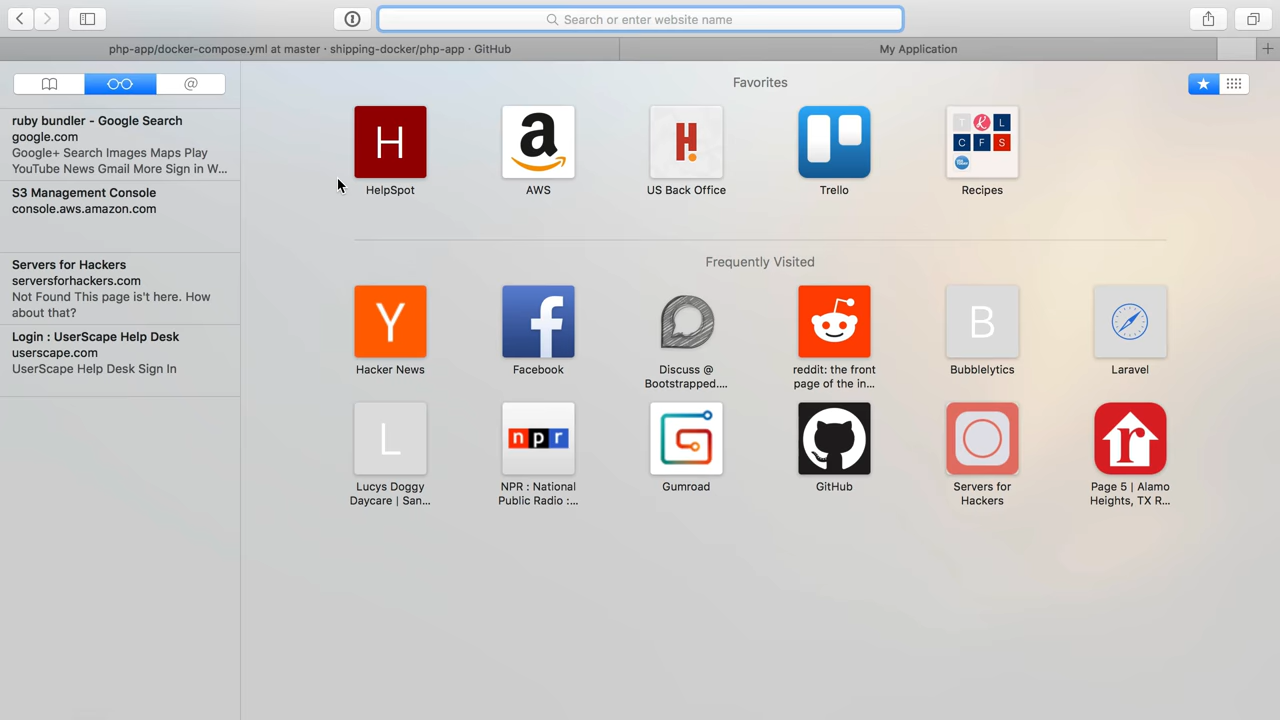 Search or enter website name
php-app/docker-compose.yml at master · shipping-docker/php-app · GitHub
My Application
@
ruby bundler - Google Search
google.com
Google+ Search Images Maps Play
YouTube News Gmail More Sign in W...
S3 Management Console
console.aws.amazon.com
Servers for Hackers
serversforhackers.com
Not Found This page is't here. How
about that?
Login : UserScape Help Desk
userscape.com
UserScape Help Desk Sign In
Favorites
H
a
H
T L
C F S
HelpSpot
AWS
US Back Office
Trello
Recipes
Frequently Visited
Y
f
B
Hacker News
Facebook
Discuss @
Bootstrapped....
reddit: the front
page of the in...
Bubblelytics
Laravel
L
npr
G
r
Lucys Doggy
Daycare | San...
NPR : National
Public Radio :...
Gumroad
GitHub
Servers for
Hackers
Page 5 | Alamo
Heights, TX R...